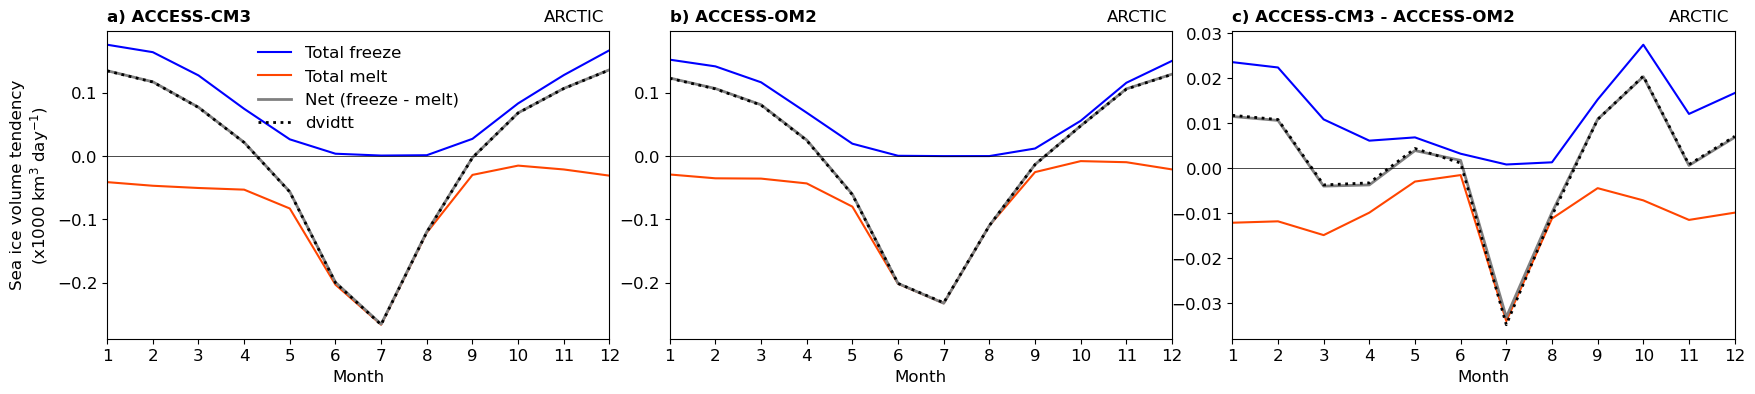 a) ACCESS-CM3 ARCTIC
Sea ice volume tendency
(x1000 km³ day⁻¹)
0.1
0.0
−0.1
−0.2
Total freeze
Total melt
Net (freeze - melt)
dvidtt
1 2 3 4 5 6 7 8 9 10 11 12
Month
b) ACCESS-OM2 ARCTIC
0.1
0.0
−0.1
−0.2
1 2 3 4 5 6 7 8 9 10 11 12
Month
c) ACCESS-CM3 - ACCESS-OM2 ARCTIC
0.03
0.02
0.01
0.00
−0.01
−0.02
−0.03
1 2 3 4 5 6 7 8 9 10 11 12
Month